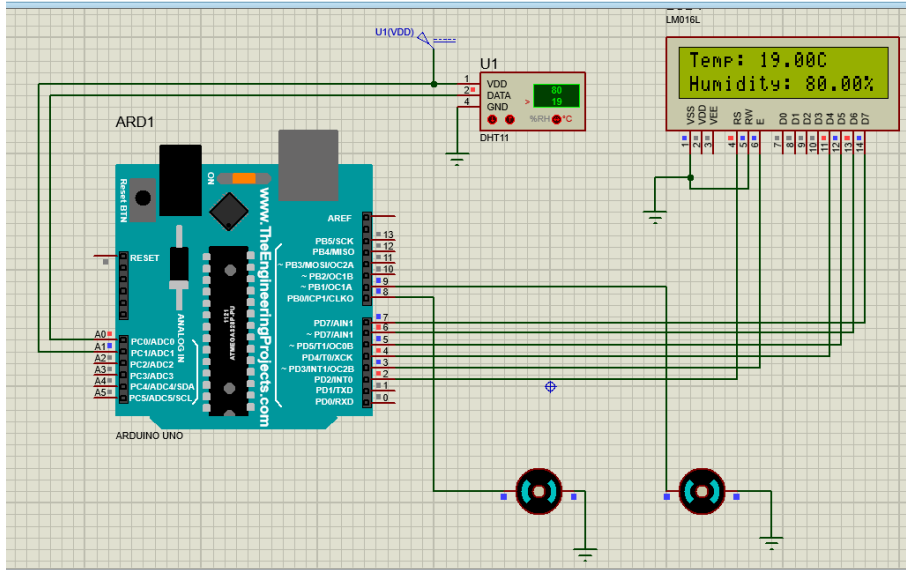 U1(VDD)
LM016L
U1
1 VDD
2 DATA
4 GND
80
19
>
%RH °C
DHT11
Temp: 19.00C
Humidity: 80.00%
VSS VDD VEE RS RW E D0 D1 D2 D3 D4 D5 D6 D7
1 2 3 4 5 6 7 8 9 10 11 12 13 14
ARD1
Reset BTN
ON
www.TheEngineeringProjects.com
AREF
RESET
PB5/SCK 13
PB4/MISO 12
~ PB3/MOSI/OC2A 11
~ PB2/OC1B 10
~ PB1/OC1A 9
PB0/ICP1/CLKO 8
1121
ATMEGA328P-PU
ANALOG IN
PD7/AIN1 7
~ PD7/AIN1 6
~ PD5/T1/OC0B 5
PD4/T0/XCK 4
~ PD3/INT1/OC2B 3
PD2/INT0 2
PD1/TXD 1
PD0/RXD 0
A0 PC0/ADC0
A1 PC1/ADC1
A2 PC2/ADC2
A3 PC3/ADC3
A4 PC4/ADC4/SDA
A5 PC5/ADC5/SCL
ARDUINO UNO